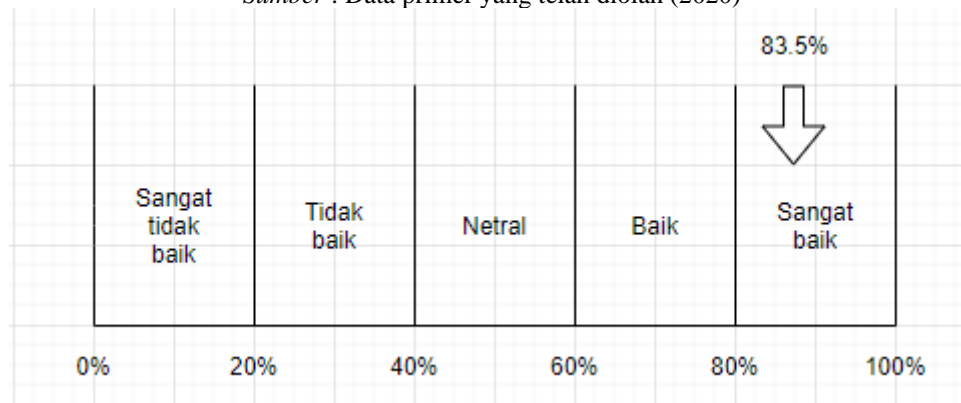 Sumber : Data primer yang telah diolah (2020)
83.5%
Sangat
tidak
baik
Tidak
baik
Netral
Baik
Sangat
baik
0%
20%
40%
60%
80%
100%